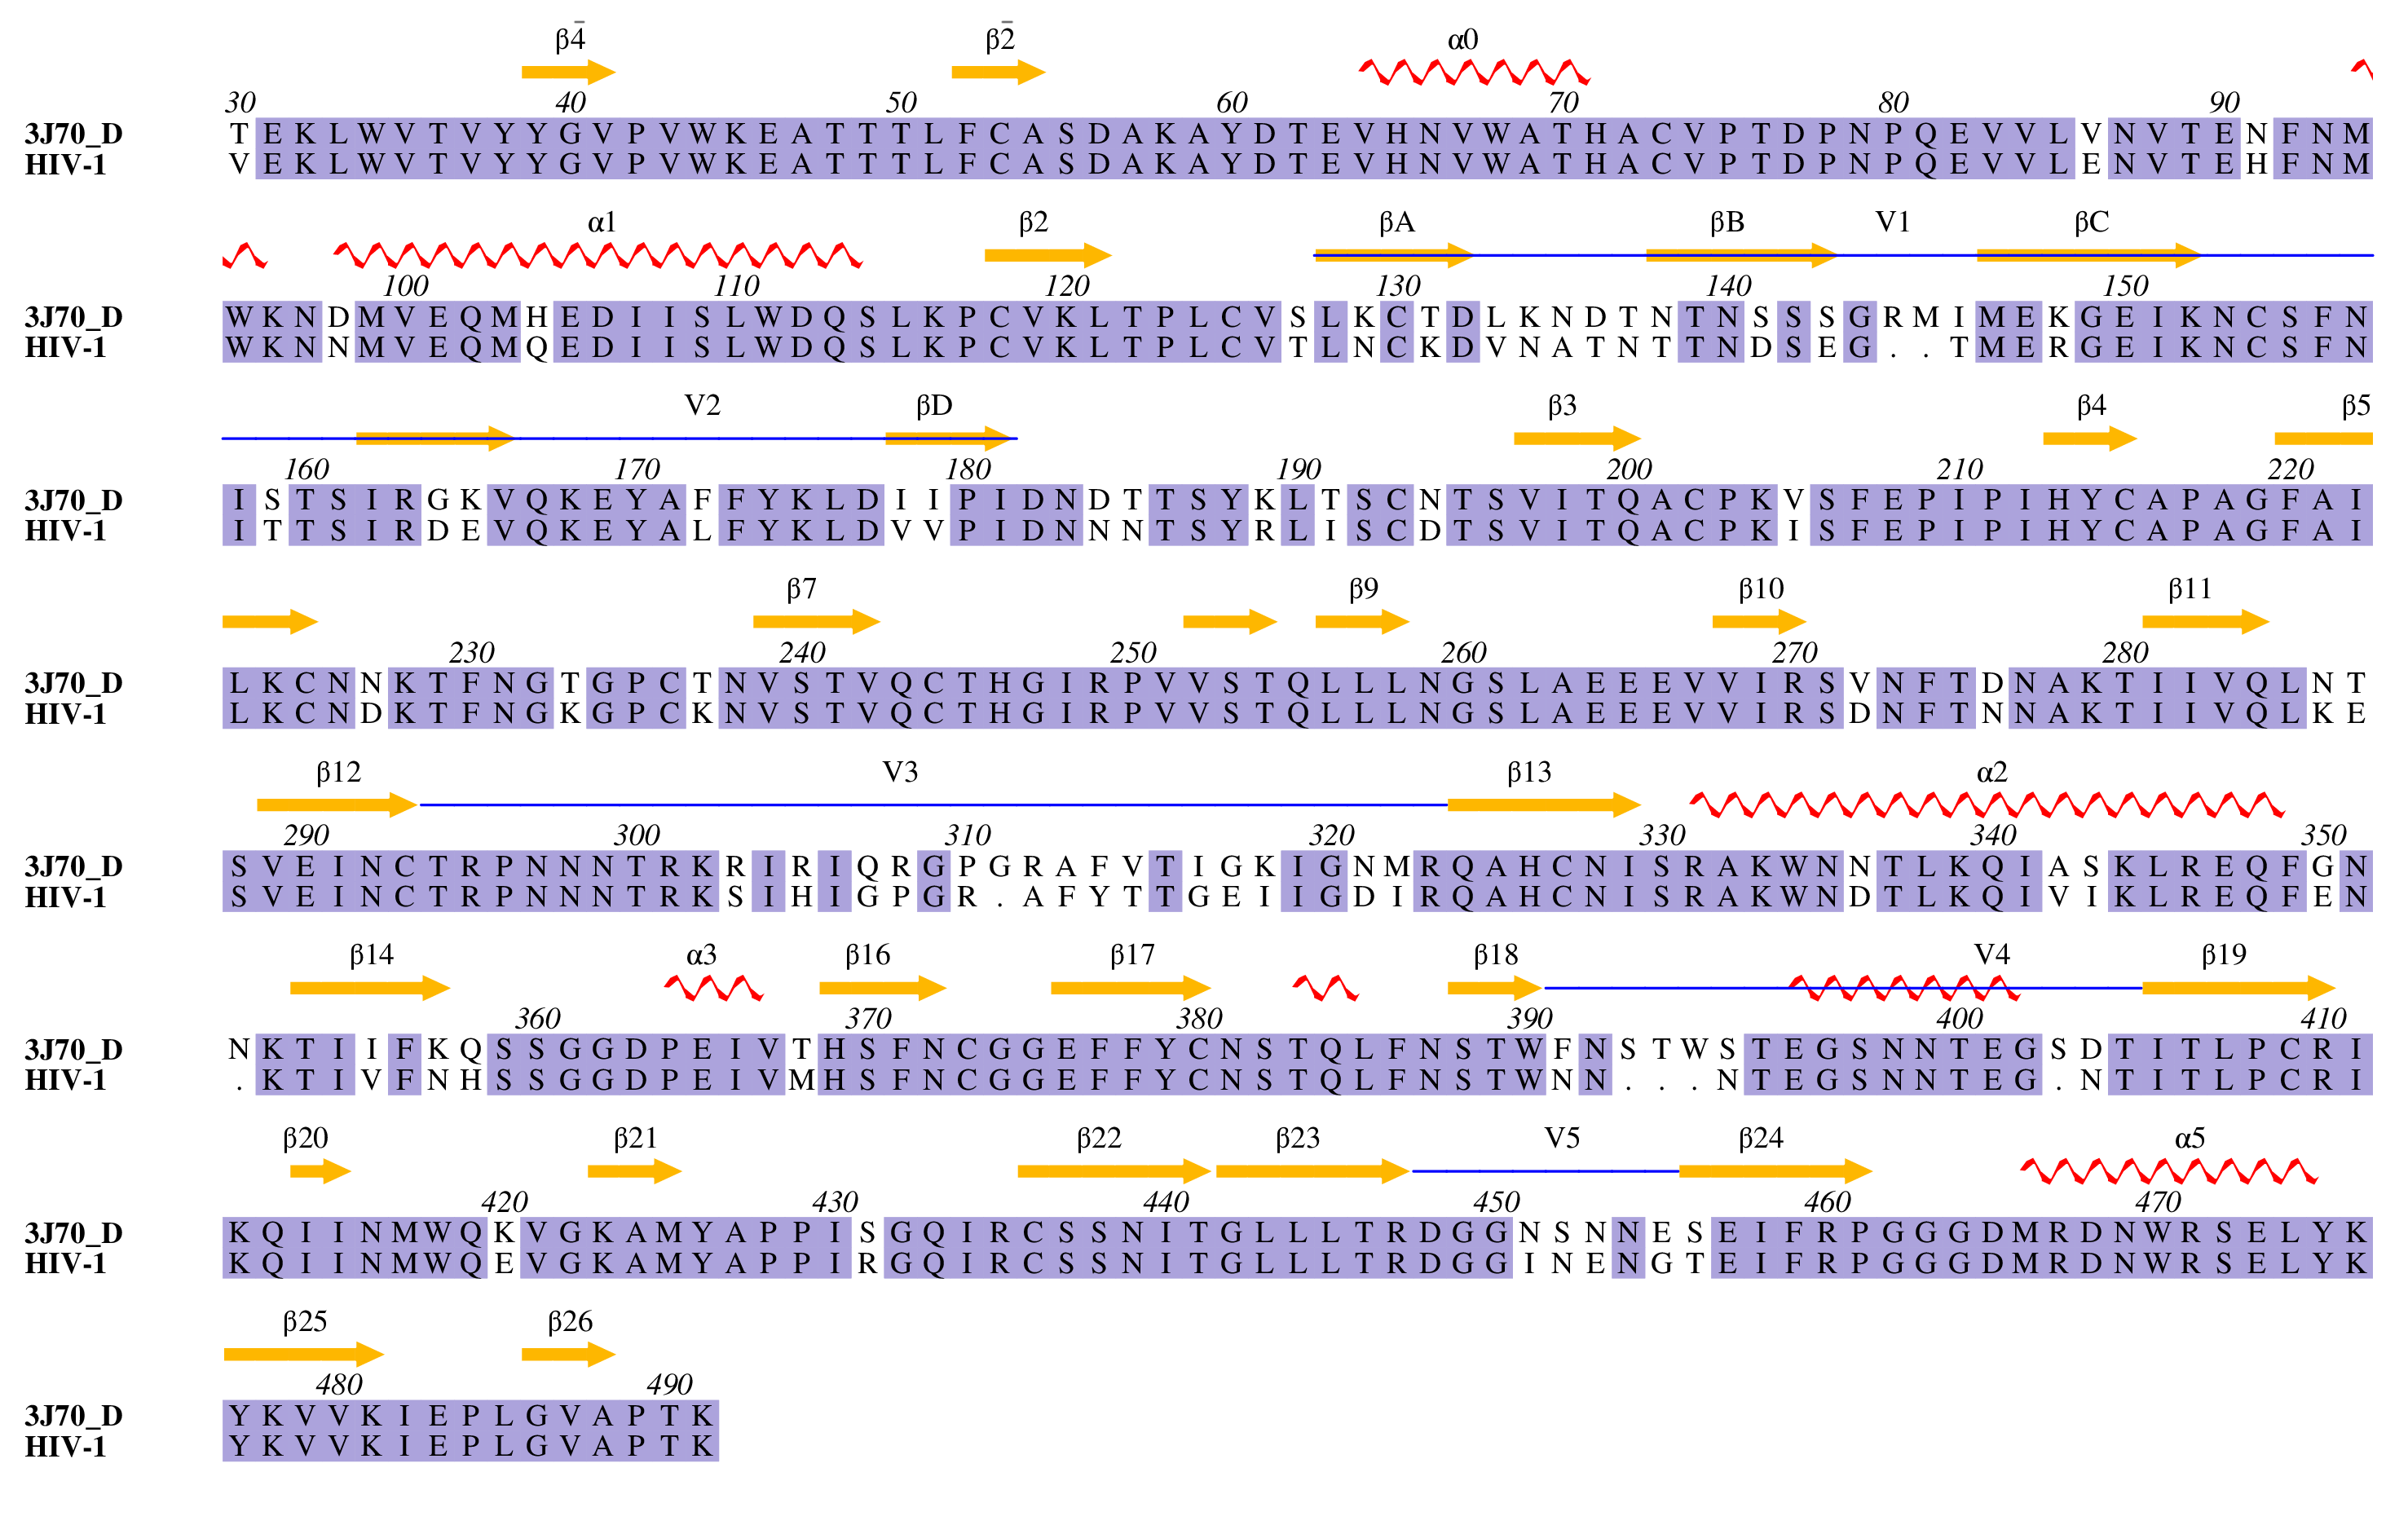 β4̅ β2̅ α0
30 40 50 60 70 80 90
3J70_D T E K L W V T V Y Y G V P V W K E A T T T L F C A S D A K A Y D T E V H N V W A T H A C V P T D P N P Q E V V L V N V T E N F N M
HIV-1 V E K L W V T V Y Y G V P V W K E A T T T L F C A S D A K A Y D T E V H N V W A T H A C V P T D P N P Q E V V L E N V T E H F N M
α1 β2 βA βB V1 βC
100 110 120 130 140 150
3J70_D W K N D M V E Q M H E D I I S L W D Q S L K P C V K L T P L C V S L K C T D L K N D T N T N S S S G R M I M E K G E I K N C S F N
HIV-1 W K N N M V E Q M Q E D I I S L W D Q S L K P C V K L T P L C V T L N C K D V N A T N T T N D S E G . . T M E R G E I K N C S F N
V2 βD β3 β4 β5
160 170 180 190 200 210 220
3J70_D I S T S I R G K V Q K E Y A F F Y K L D I I P I D N D T T S Y K L T S C N T S V I T Q A C P K V S F E P I P I H Y C A P A G F A I
HIV-1 I T T S I R D E V Q K E Y A L F Y K L D V V P I D N N N T S Y R L I S C D T S V I T Q A C P K I S F E P I P I H Y C A P A G F A I
β7 β9 β10 β11
230 240 250 260 270 280
3J70_D L K C N N K T F N G T G P C T N V S T V Q C T H G I R P V V S T Q L L L N G S L A E E E V V I R S V N F T D N A K T I I V Q L N T
HIV-1 L K C N D K T F N G K G P C K N V S T V Q C T H G I R P V V S T Q L L L N G S L A E E E V V I R S D N F T N N A K T I I V Q L K E
β12 V3 β13 α2
290 300 310 320 330 340 350
3J70_D S V E I N C T R P N N N T R K R I R I Q R G P G R A F V T I G K I G N M R Q A H C N I S R A K W N N T L K Q I A S K L R E Q F G N
HIV-1 S V E I N C T R P N N N T R K S I H I G P G R . A F Y T T G E I I G D I R Q A H C N I S R A K W N D T L K Q I V I K L R E Q F E N
β14 α3 β16 β17 β18 V4 β19
360 370 380 390 400 410
3J70_D N K T I I F K Q S S G G D P E I V T H S F N C G G E F F Y C N S T Q L F N S T W F N S T W S T E G S N N T E G S D T I T L P C R I
HIV-1 . K T I V F N H S S G G D P E I V M H S F N C G G E F F Y C N S T Q L F N S T W N N . . . N T E G S N N T E G . N T I T L P C R I
β20 β21 β22 β23 V5 β24 α5
420 430 440 450 460 470
3J70_D K Q I I N M W Q K V G K A M Y A P P I S G Q I R C S S N I T G L L L T R D G G N S N N E S E I F R P G G G D M R D N W R S E L Y K
HIV-1 K Q I I N M W Q E V G K A M Y A P P I R G Q I R C S S N I T G L L L T R D G G I N E N G T E I F R P G G G D M R D N W R S E L Y K
β25 β26
480 490
3J70_D Y K V V K I E P L G V A P T K
HIV-1 Y K V V K I E P L G V A P T K